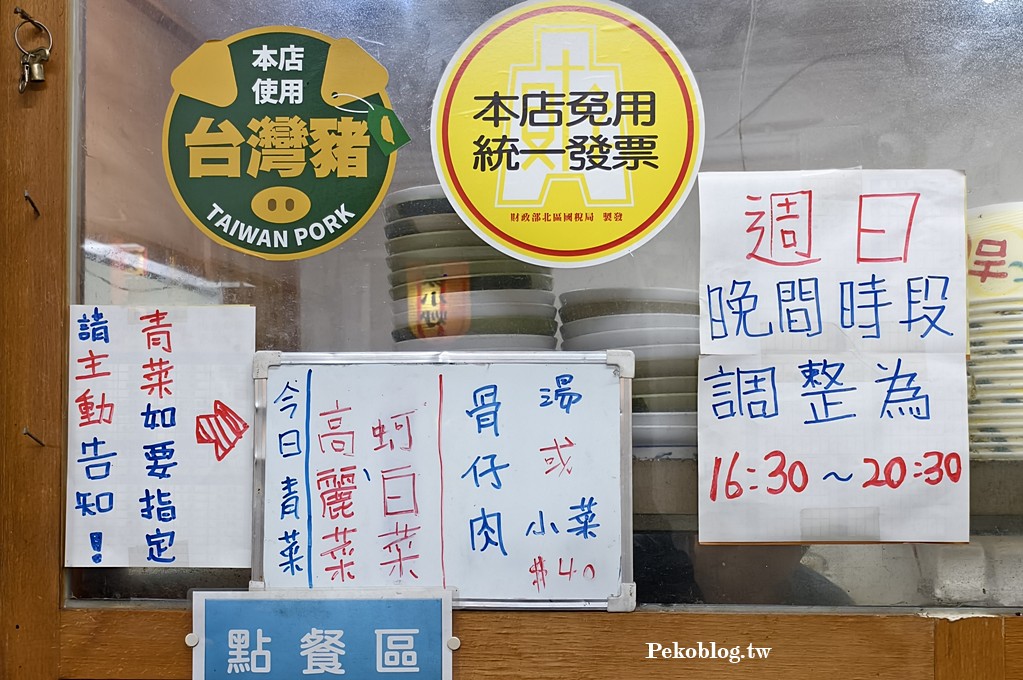 本店
使用
台灣豬
TAIWAN PORK
本店免用
統一發票
財政部北區國稅局 製發
週日
晚間時段
調整為
16:30～20:30
青菜如要指定
請主動告知!
今日青菜
高麗菜、
蚵白菜
骨仔肉
湯或小菜
$40
點餐區
Pekoblog.tw